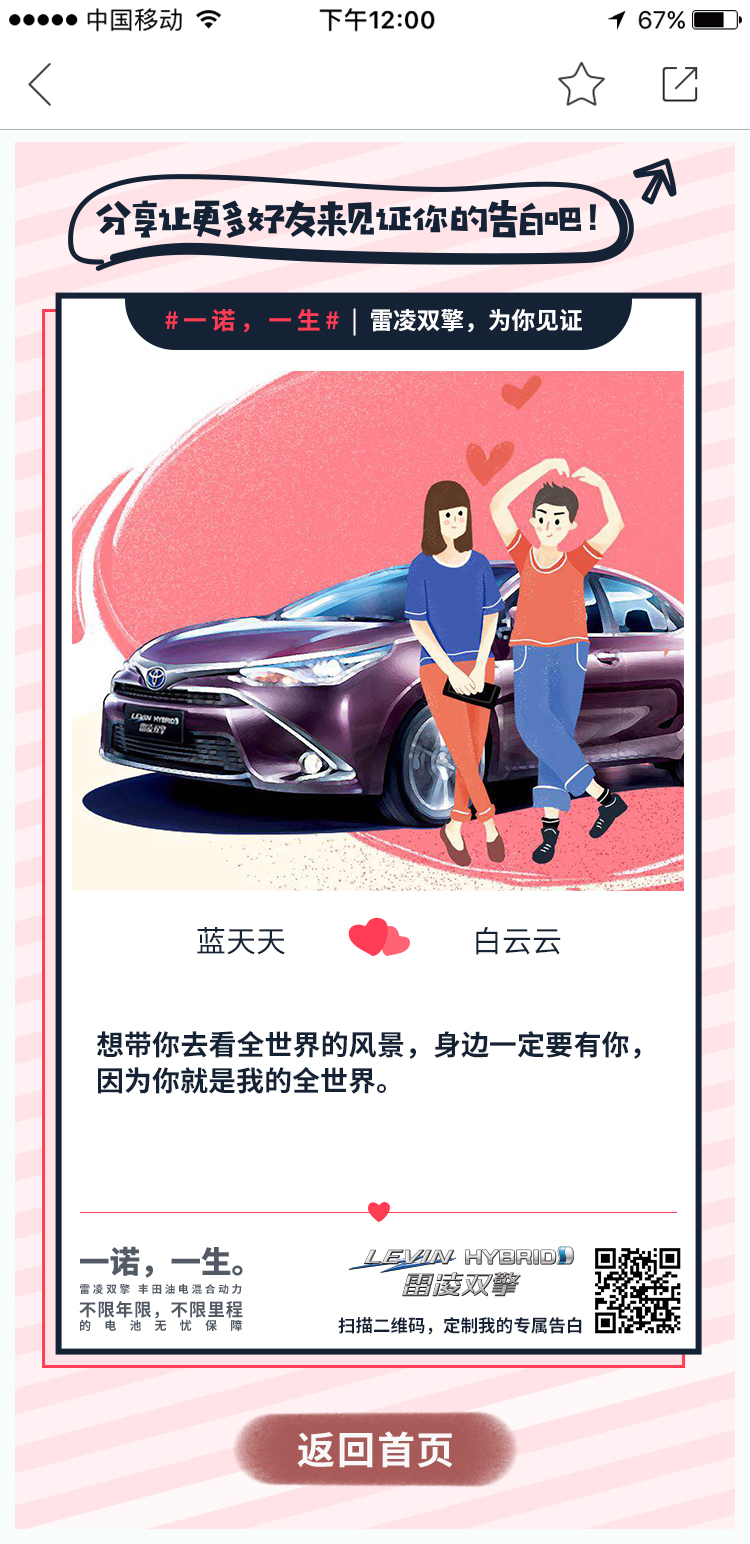 中国移动
下午12:00
67%
分享让更多好友来见证你的告白吧！
#一诺，一生# | 雷凌双擎，为你见证
LEVIN HYBRID
雷凌双擎
蓝天天
白云云
想带你去看全世界的风景，身边一定要有你，
因为你就是我的全世界。
一诺，一生。
雷凌双擎 丰田油电混合动力
不限年限，不限里程
的电池无忧保障
LEVIN HYBRID
雷凌双擎
扫描二维码，定制我的专属告白
返回首页